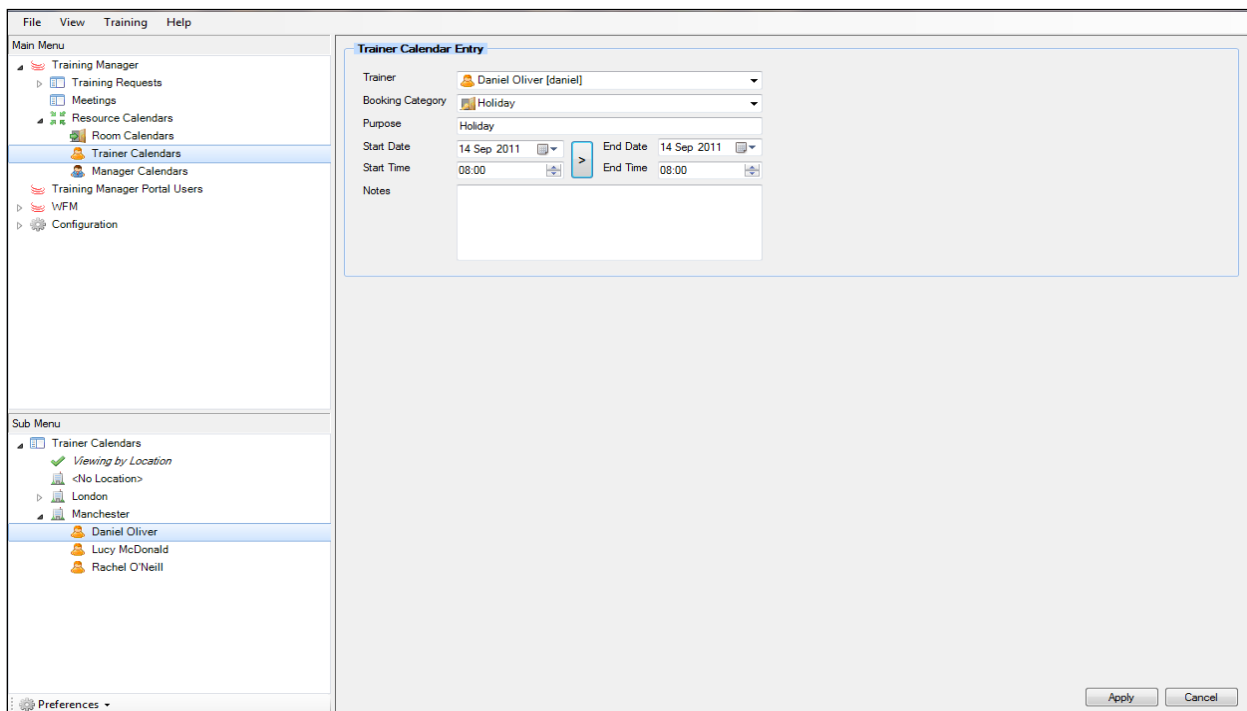 File View Training Help
Main Menu
Training Manager
Training Requests
Meetings
Resource Calendars
Room Calendars
Trainer Calendars
Manager Calendars
Training Manager Portal Users
WFM
Configuration
Sub Menu
Trainer Calendars
Viewing by Location
<No Location>
London
Manchester
Daniel Oliver
Lucy McDonald
Rachel O'Neill
Preferences
Trainer Calendar Entry
Trainer Daniel Oliver [daniel]
Booking Category Holiday
Purpose Holiday
Start Date 14 Sep 2011 > End Date 14 Sep 2011
Start Time 08:00 End Time 08:00
Notes
Apply Cancel